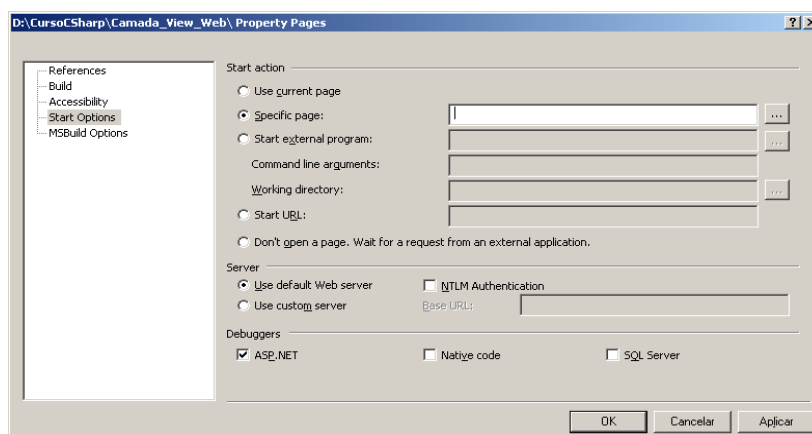 D:\CursoCSharp\Camada_View_Web\ Property Pages
References
Build
Accessibility
Start Options
MSBuild Options
Start action
Use current page
Specific page:
...
Start external program:
...
Command line arguments:
Working directory:
...
Start URL:
Don't open a page. Wait for a request from an external application.
Server
Use default Web server NTLM Authentication
Use custom server Base URL:
Debuggers
ASP.NET Native code SQL Server
OK Cancelar Aplicar